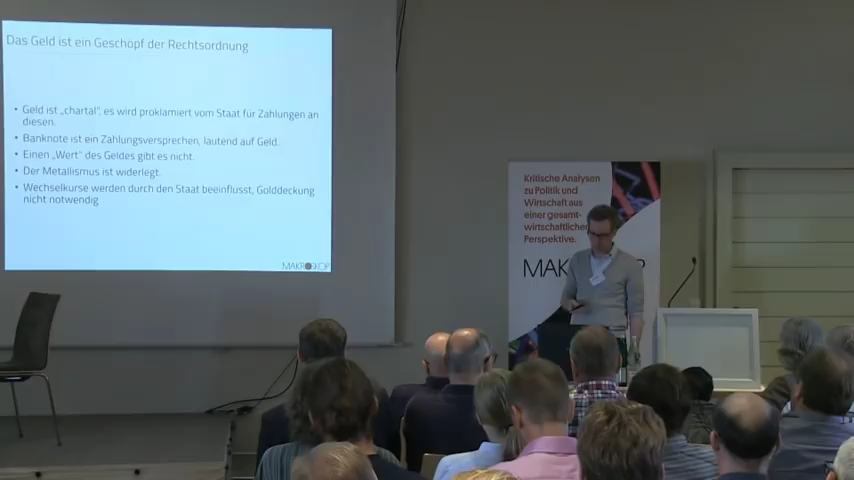 Das Geld ist ein Geschöpf der Rechtsordnung
• Geld ist „chartal“, es wird proklamiert vom Staat für Zahlungen an
diesen.
• Banknote ist ein Zahlungsversprechen, lautend auf Geld.
• Einen „Wert“ des Geldes gibt es nicht.
• Der Metallismus ist widerlegt.
• Wechselkurse werden durch den Staat beeinflusst, Golddeckung
nicht notwendig
MAKROSKOP
Kritische Analysen
zu Politik und
Wirtschaft aus
einer gesamt-
wirtschaftlichen
Perspektive.